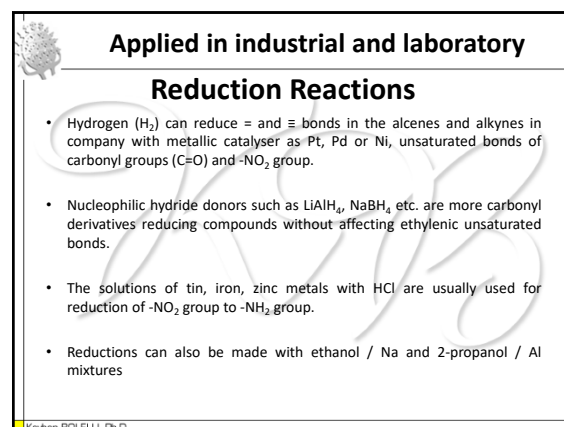 Applied in industrial and laboratory
Reduction Reactions
• Hydrogen (H₂) can reduce = and ≡ bonds in the alcenes and alkynes in
company with metallic catalyser as Pt, Pd or Ni, unsaturated bonds of
carbonyl groups (C=O) and -NO₂ group.
• Nucleophilic hydride donors such as LiAlH₄, NaBH₄ etc. are more carbonyl
derivatives reducing compounds without affecting ethylenic unsaturated
bonds.
• The solutions of tin, iron, zinc metals with HCl are usually used for
reduction of -NO₂ group to -NH₂ group.
• Reductions can also be made with ethanol / Na and 2-propanol / Al
mixtures